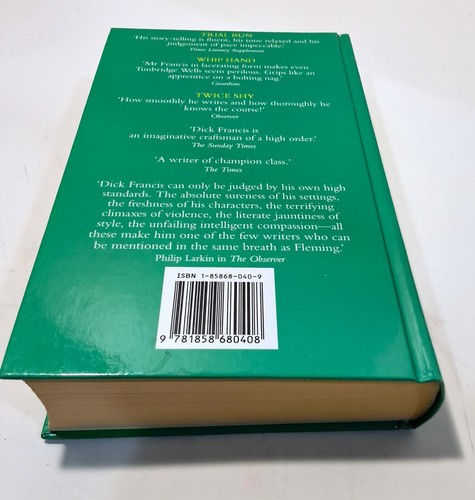 TRIAL RUN
'His story-telling is fluent, his tone relaxed and his
judgement of pace impeccable.'
Times Literary Supplement
WHIP HAND
'Mr Francis in lacerating form makes even
Tunbridge Wells seem perilous. Grips like an
apprentice on a bolting nag.'
Guardian
TWICE SHY
'How smoothly he writes and how thoroughly he
knows the course!'
Observer
'Dick Francis is
an imaginative craftsman of a high order.'
The Sunday Times
'A writer of champion class.'
The Times
'Dick Francis can only be judged by his own high
standards. The absolute sureness of his settings,
the freshness of his characters, the terrifying
climaxes of violence, the literate jauntiness of
style, the unfailing intelligent compassion—all
these make him one of the few writers who can
be mentioned in the same breath as Fleming.'
Philip Larkin in The Observer
ISBN 1-85868-040-9
9 781858 680408